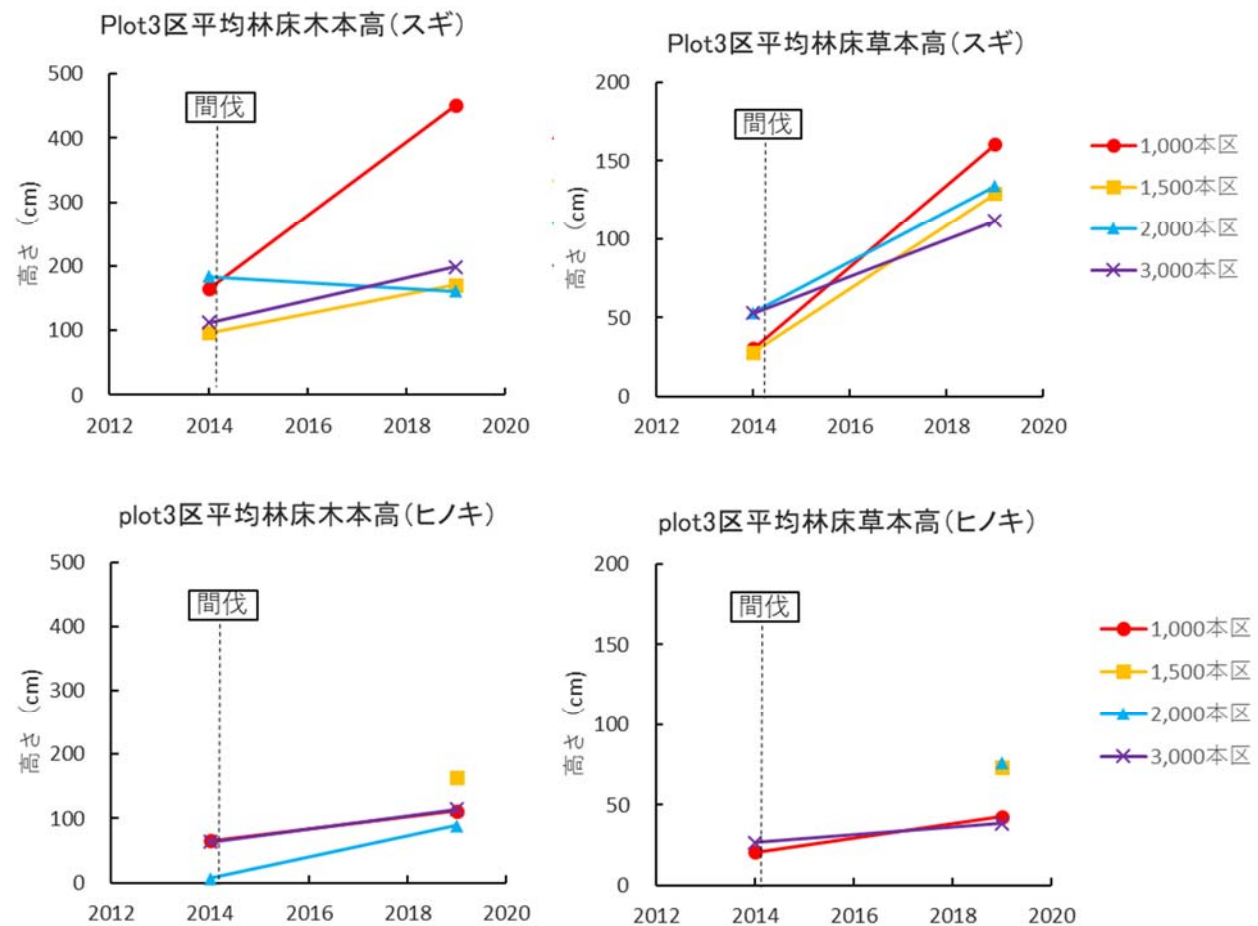 Plot3区平均林床木本高(スギ)
500
400
300
200
100
0
高さ (cm)
間伐
2012 2014 2016 2018 2020
Plot3区平均林床草本高(スギ)
200
150
100
50
0
高さ (cm)
間伐
2012 2014 2016 2018 2020
1,000本区
1,500本区
2,000本区
3,000本区
plot3区平均林床木本高(ヒノキ)
500
400
300
200
100
0
高さ (cm)
間伐
2012 2014 2016 2018 2020
plot3区平均林床草本高(ヒノキ)
200
150
100
50
0
高さ (cm)
間伐
2012 2014 2016 2018 2020
1,000本区
1,500本区
2,000本区
3,000本区